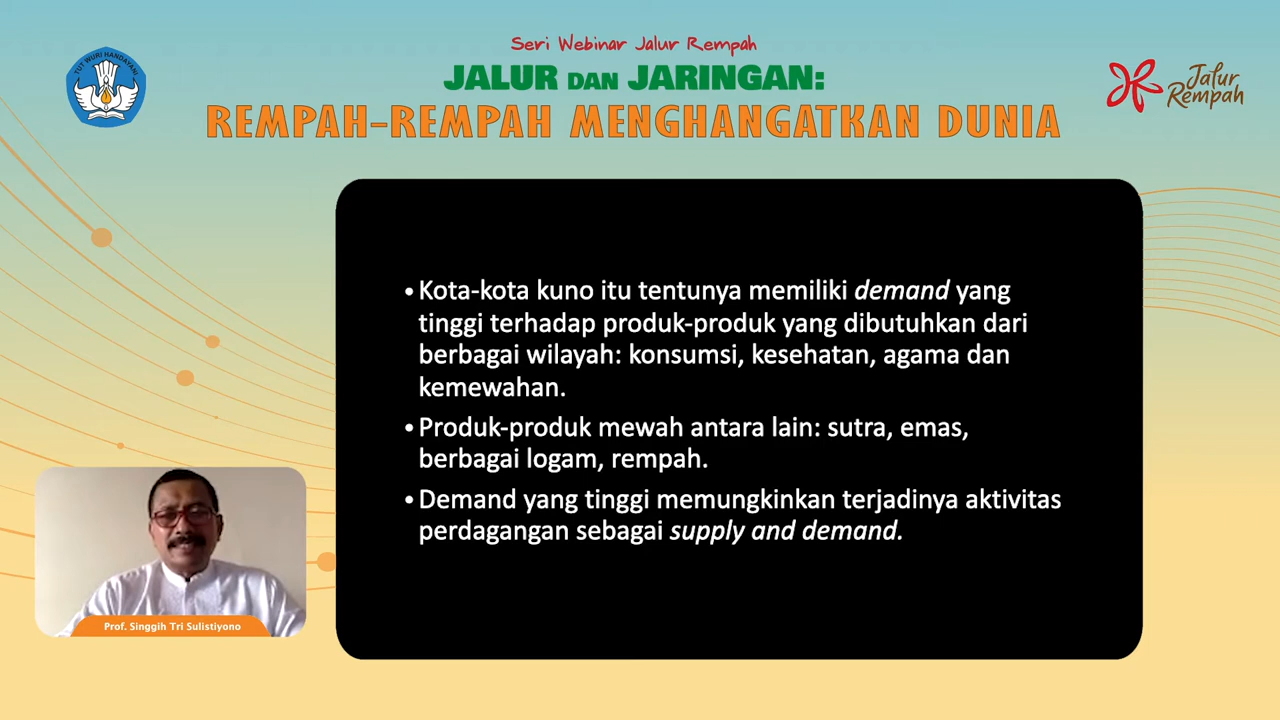 Seri Webinar Jalur Rempah
JALUR DAN JARINGAN:
REMPAH-REMPAH MENGHANGATKAN DUNIA
TUT WURI HANDAYANI
Jalur
Rempah
• Kota-kota kuno itu tentunya memiliki demand yang
tinggi terhadap produk-produk yang dibutuhkan dari
berbagai wilayah: konsumsi, kesehatan, agama dan
kemewahan.
• Produk-produk mewah antara lain: sutra, emas,
berbagai logam, rempah.
• Demand yang tinggi memungkinkan terjadinya aktivitas
perdagangan sebagai supply and demand.
Prof. Singgih Tri Sulistiyono